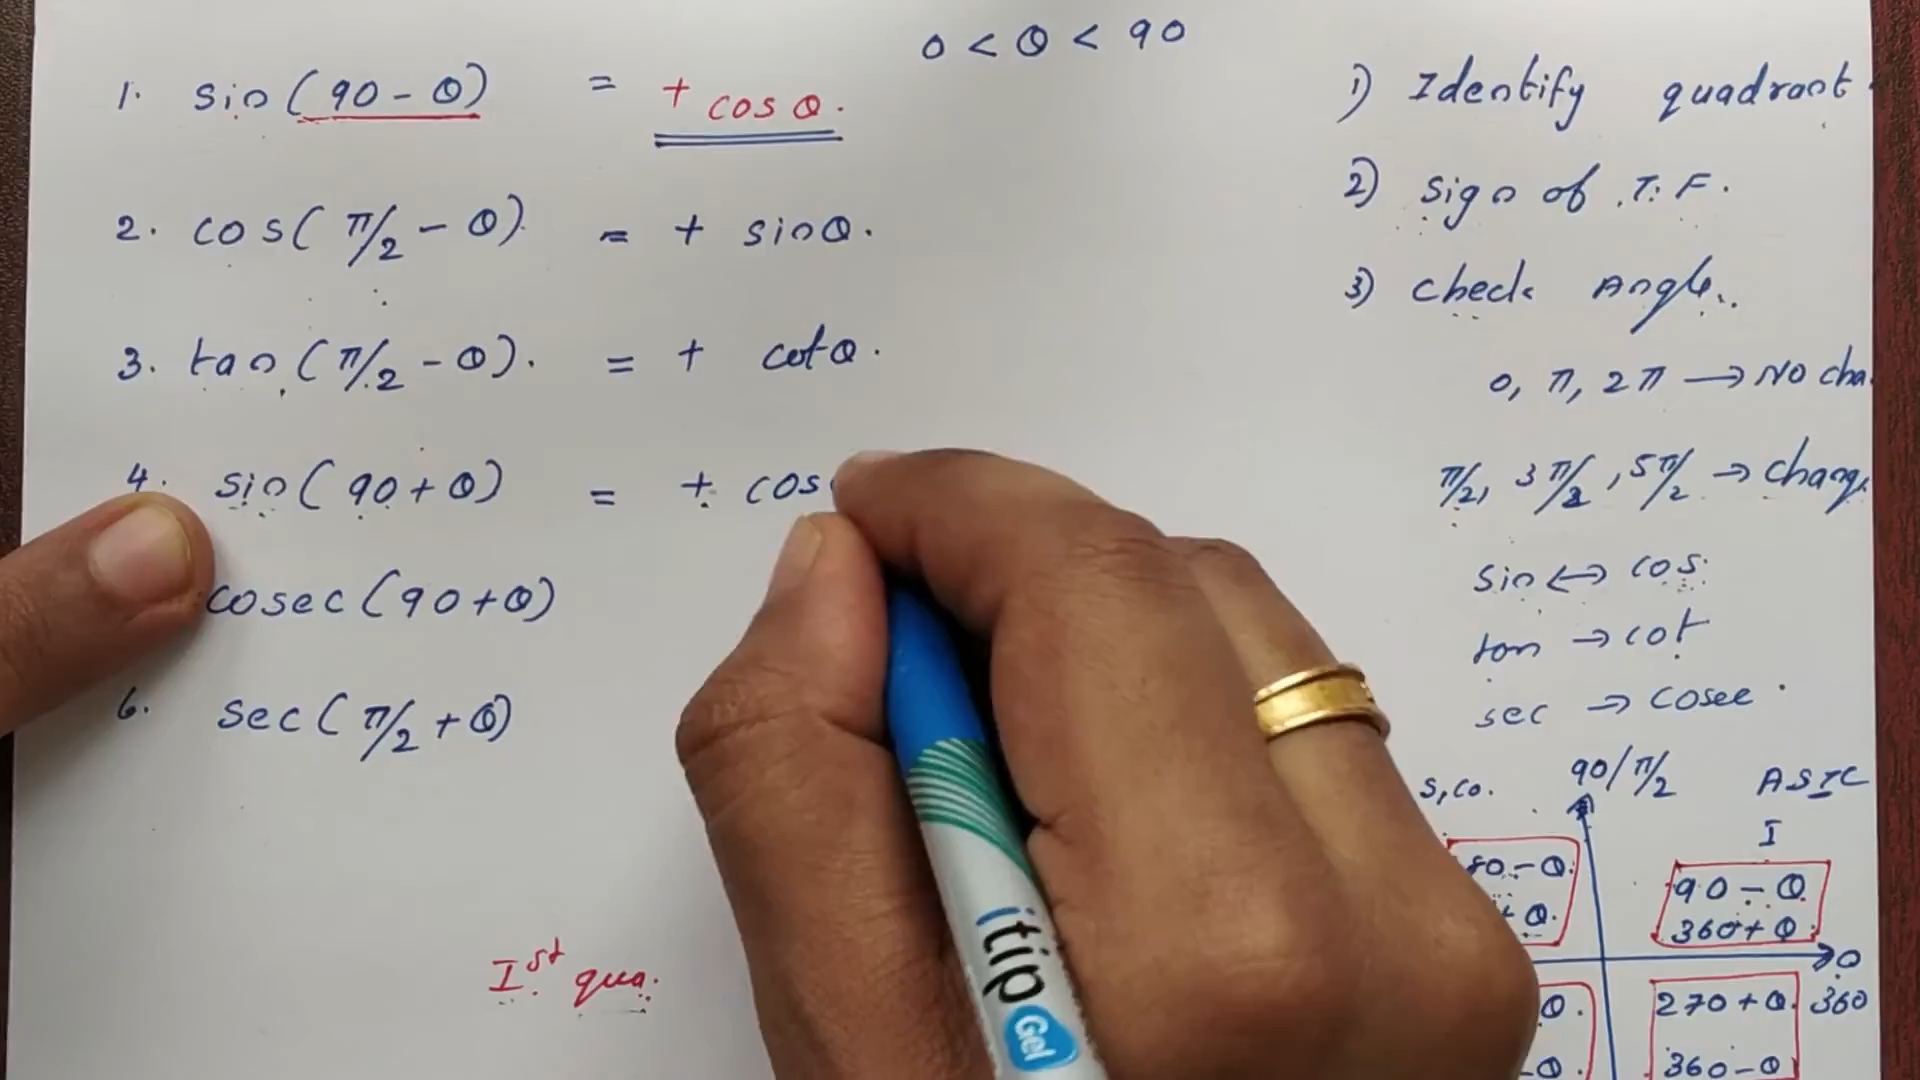 0 < θ < 90
1. sin(90 - θ) = + cos θ.
2. cos(π/2 - θ) = + sinθ.
3. tan(π/2 - θ). = + cotθ.
4. sin(90 + θ) = + cos
cosec(90+θ)
6. sec(π/2 + θ)
Ist qua.
1) Identify quadrant.
2) Sign of T.F.
3) Check Angle.
0, π, 2π → No cha
π/2, 3π/2, 5π/2 → Chang
sin ↔ cos.
tan → cot
sec → cosec
S, Co. 90/π/2 ASTC
I
80 - θ. 90 - θ
+ θ. 360 + θ
0
θ. 270 + θ 360
-θ. 360 - θ
itip Gel